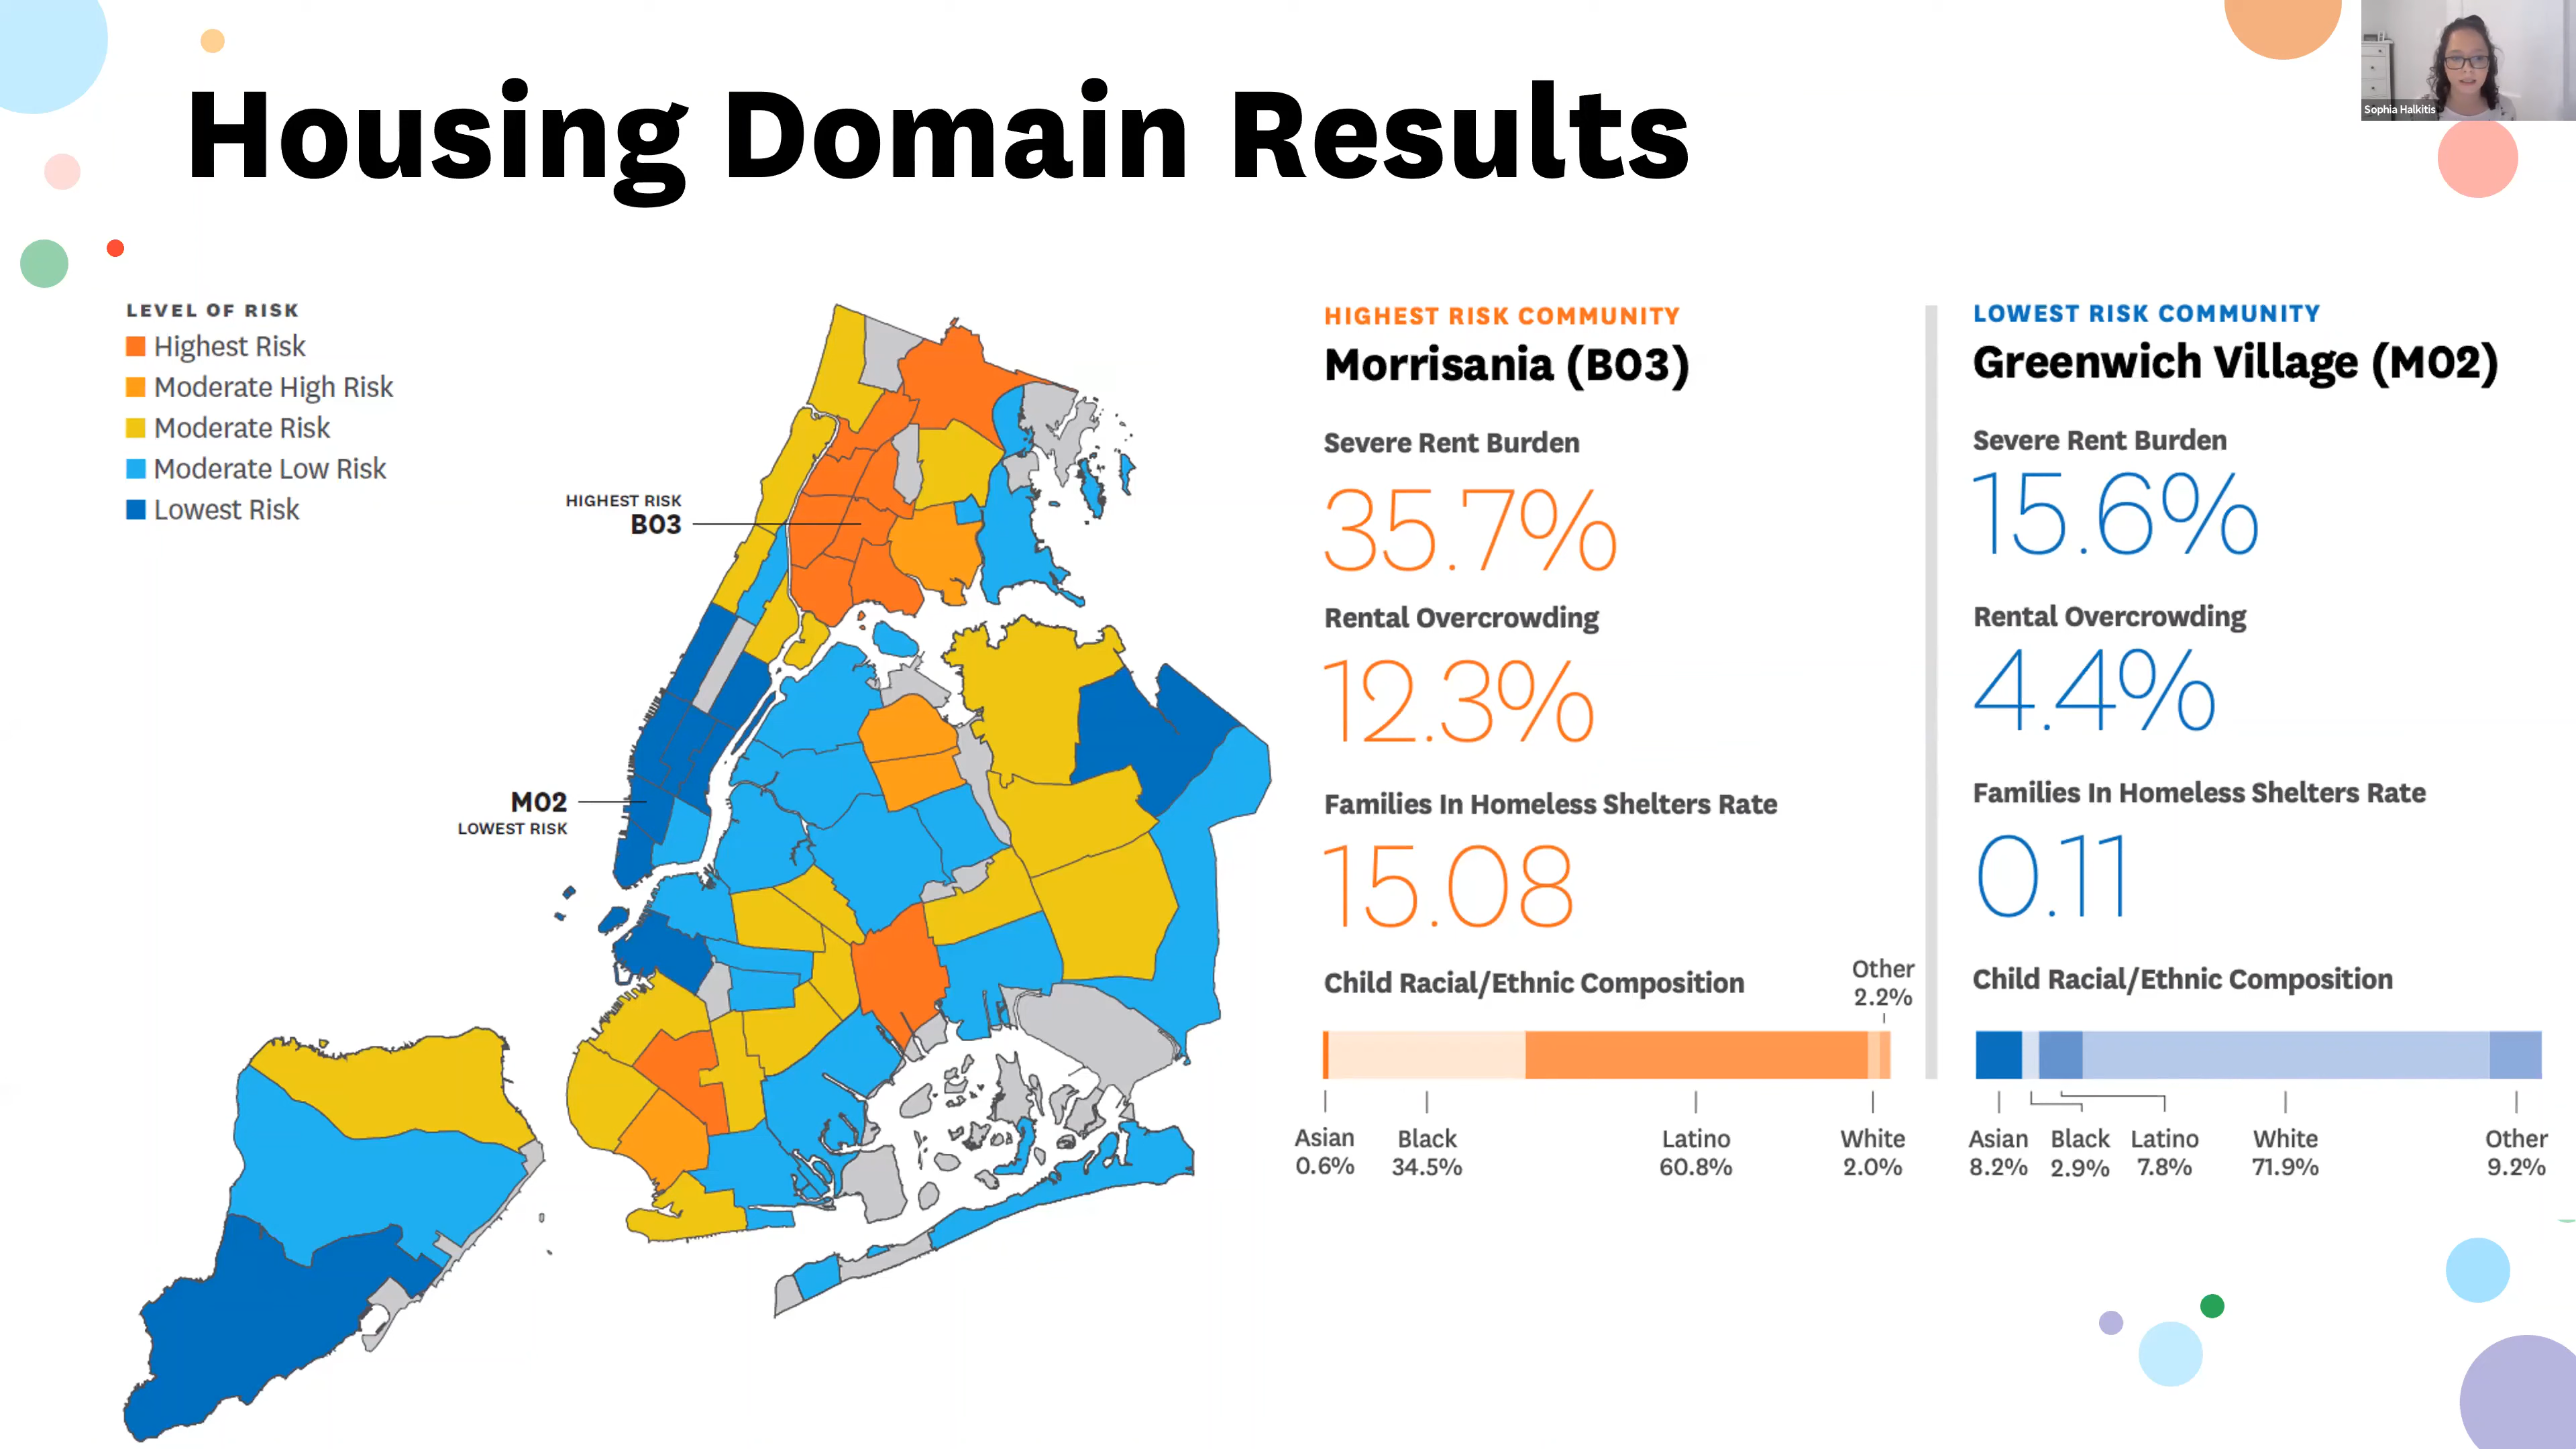 Housing Domain Results
Sophia Halkitis
LEVEL OF RISK
Highest Risk
Moderate High Risk
Moderate Risk
Moderate Low Risk
Lowest Risk
HIGHEST RISK
B03
M02
LOWEST RISK
HIGHEST RISK COMMUNITY
Morrisania (B03)
Severe Rent Burden
35.7%
Rental Overcrowding
12.3%
Families In Homeless Shelters Rate
15.08
Child Racial/Ethnic Composition
Other
2.2%
Asian
0.6%
Black
34.5%
Latino
60.8%
White
2.0%
LOWEST RISK COMMUNITY
Greenwich Village (M02)
Severe Rent Burden
15.6%
Rental Overcrowding
4.4%
Families In Homeless Shelters Rate
0.11
Child Racial/Ethnic Composition
Asian
8.2%
Black
2.9%
Latino
7.8%
White
71.9%
Other
9.2%